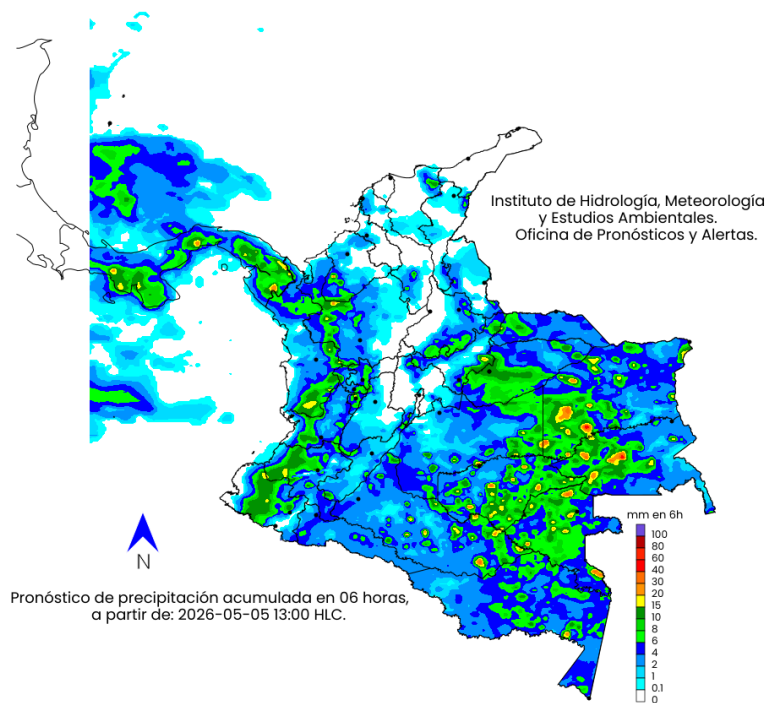 Instituto de Hidrología, Meteorología
y Estudios Ambientales.
Oficina de Pronósticos y Alertas.
mm en 6h
100
80
60
40
30
20
15
10
8
6
4
2
1
0.1
0
N
Pronóstico de precipitación acumulada en 06 horas,
a partir de: 2026-05-05 13:00 HLC.